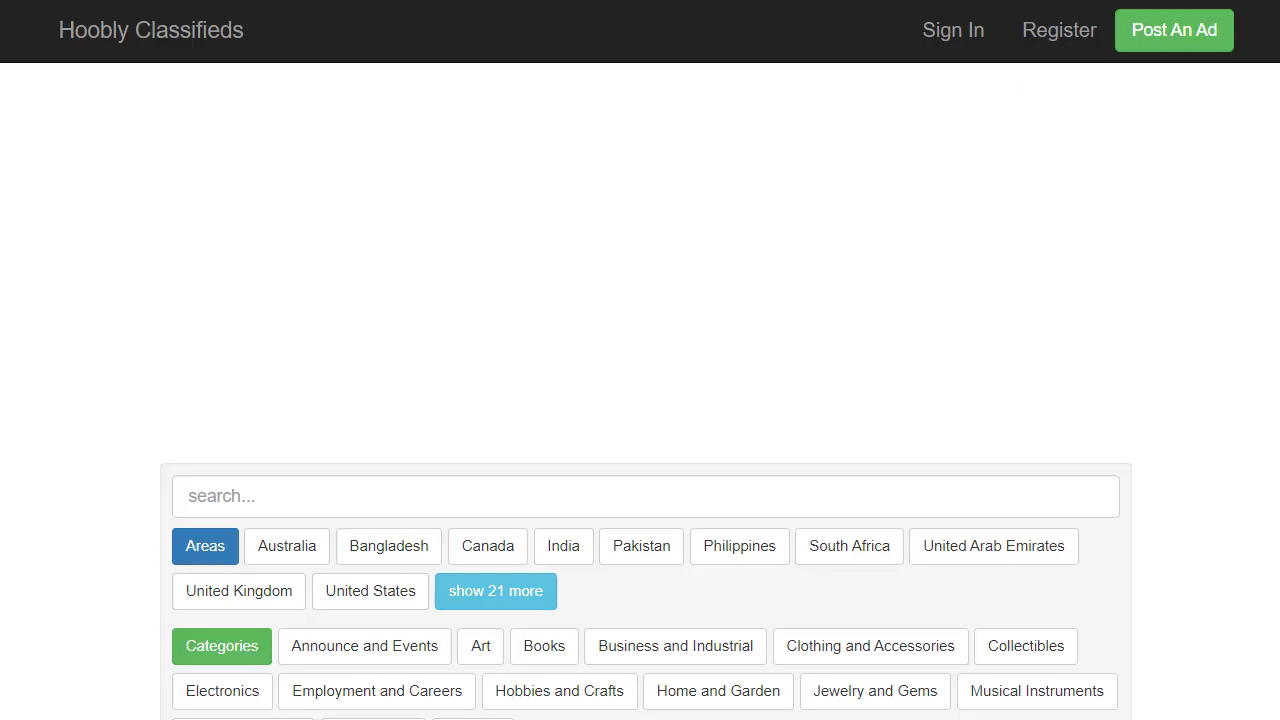 Hoobly Classifieds Sign In Register Post An Ad
search...
Areas Australia Bangladesh Canada India Pakistan Philippines South Africa United Arab Emirates
United Kingdom United States show 21 more
Categories Announce and Events Art Books Business and Industrial Clothing and Accessories Collectibles
Electronics Employment and Careers Hobbies and Crafts Home and Garden Jewelry and Gems Musical Instruments